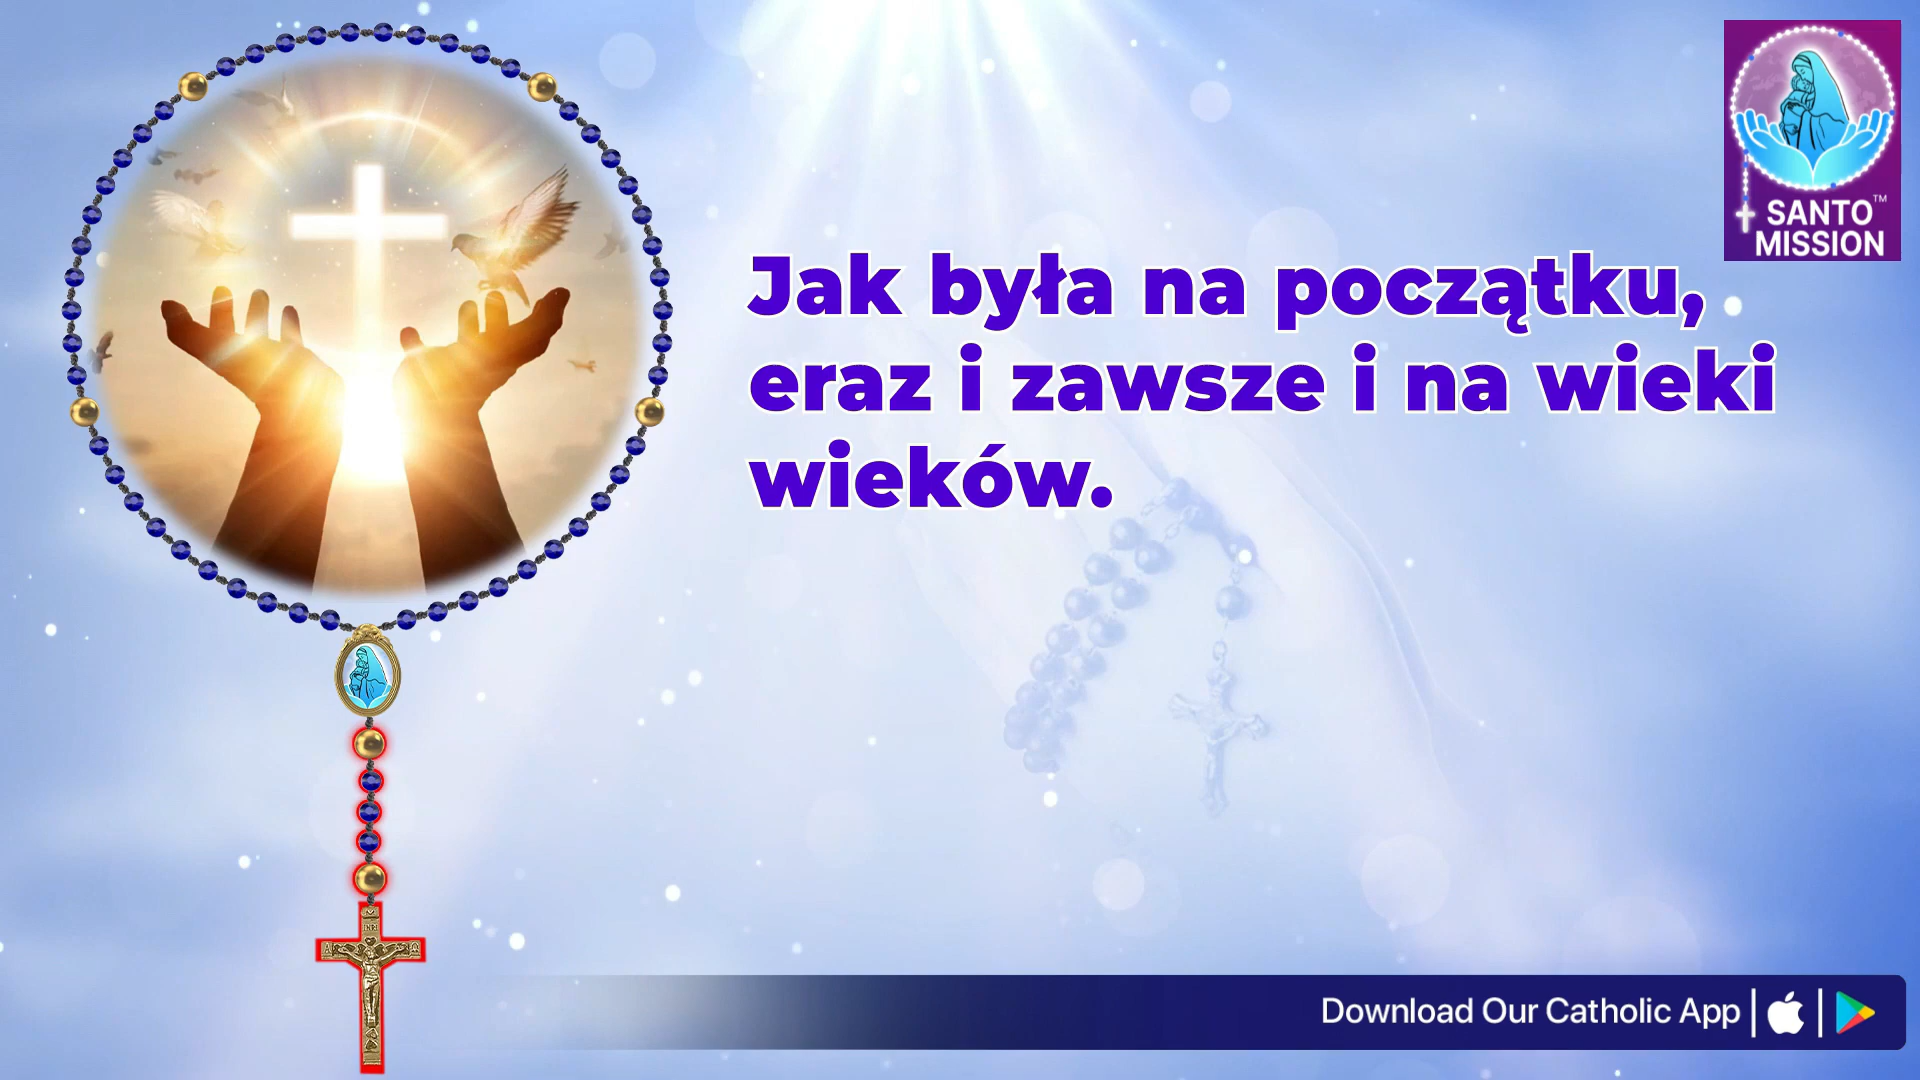 SANTO™
MISSION
Jak była na początku,
eraz i zawsze i na wieki
wieków.
INRI
Download Our Catholic App